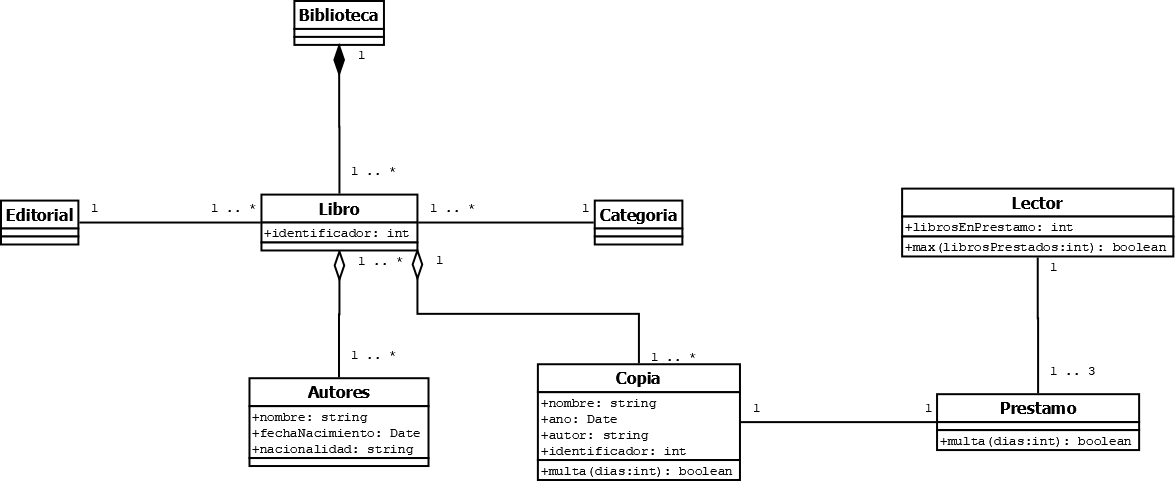 Biblioteca
1
1 .. *
Editorial
1
1 .. *
Libro
+identificador: int
1 .. *
1
Categoria
Lector
+librosEnPrestamo: int
+max(librosPrestados:int): boolean
1 .. *
1
1
1 .. *
1 .. *
1 .. 3
Autores
+nombre: string
+fechaNacimiento: Date
+nacionalidad: string
Copia
+nombre: string
+ano: Date
+autor: string
+identificador: int
+multa(dias:int): boolean
1
1
Prestamo
+multa(dias:int): boolean